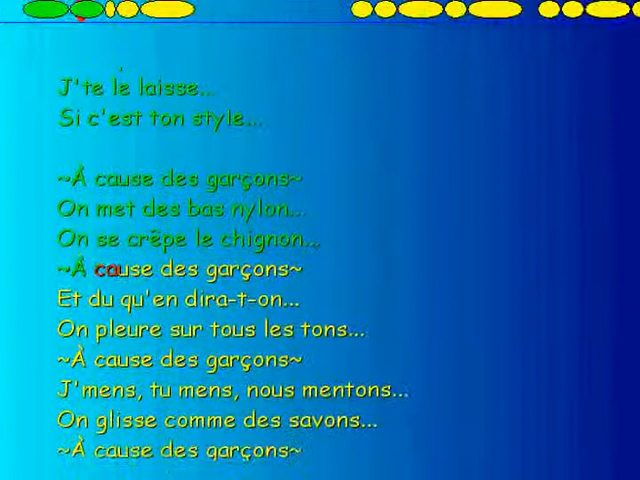 J'te le laisse...
Si c'est ton style...
~À cause des garçons~
On met des bas nylon...
On se crêpe le chignon...
~À cause des garçons~
Et du qu'en dira-t-on...
On pleure sur tous les tons...
~À cause des garçons~
J'mens, tu mens, nous mentons...
On glisse comme des savons...
~À cause des garçons~